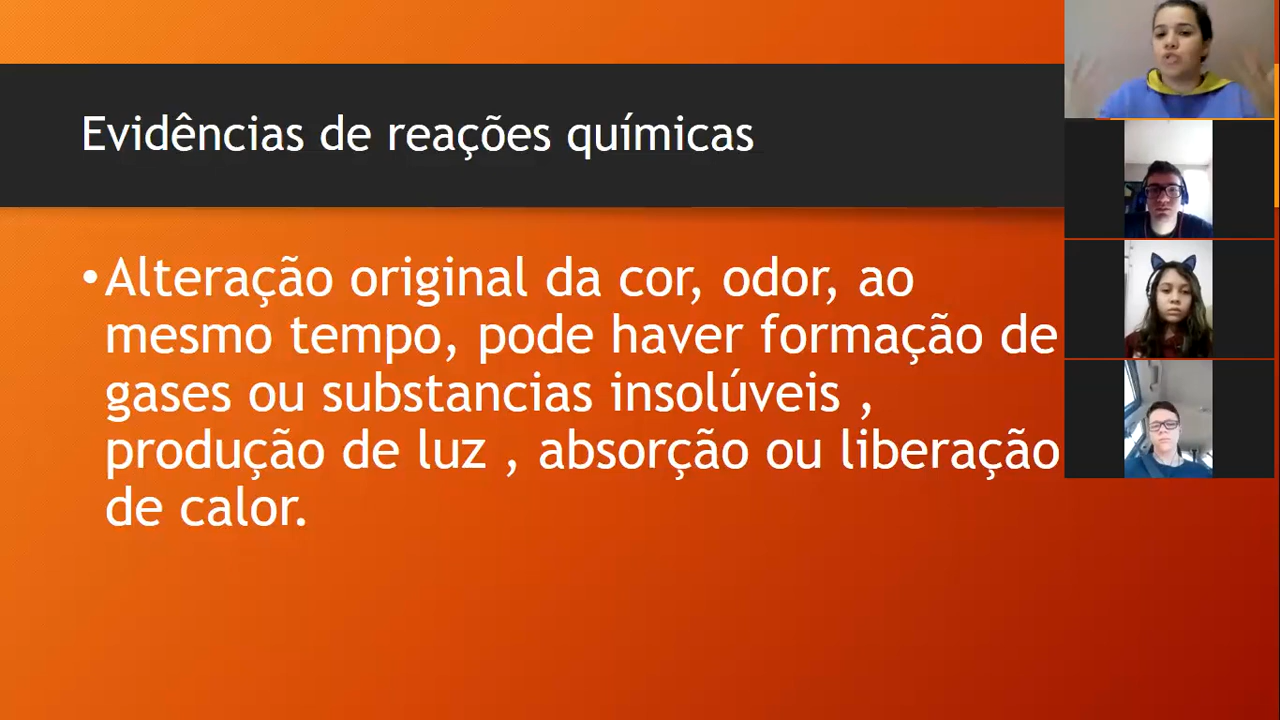 Evidências de reações químicas
•Alteração original da cor, odor, ao
mesmo tempo, pode haver formação de
gases ou substancias insolúveis ,
produção de luz , absorção ou liberação
de calor.